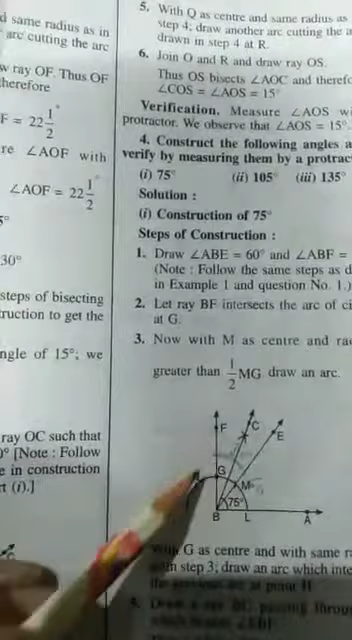 d same radius as in
arc cutting the arc
w ray OF. Thus OF
herefore
F = 22 1/2°
re ∠AOF with
∠AOF = 22 1/2°
5°
30°
steps of bisecting
truction to get the
ngle of 15°; we
ray OC such that
0° [Note : Follow
e in construction
rt (i).]
5. With Q as centre and same radius as
step 4; draw another arc cutting the a
drawn in step 4 at R.
6. Join O and R and draw ray OS.
Thus OS bisects ∠AOC and therefo
∠COS = ∠AOS = 15°
Verification. Measure ∠AOS wi
protractor. We observe that ∠AOS = 15°.
4. Construct the following angles a
verify by measuring them by a protrac
(i) 75° (ii) 105° (iii) 135°
Solution :
(i) Construction of 75°
Steps of Construction :
1. Draw ∠ABE = 60° and ∠ABF =
(Note : Follow the same steps as d
in Example 1 and question No. 1.)
2. Let ray BF intersects the arc of ci
at G.
3. Now with M as centre and rad
greater than 1/2 MG draw an arc.
F C E
G M
75°
B L A
G as centre and with same r
step 3; draw an arc which inte